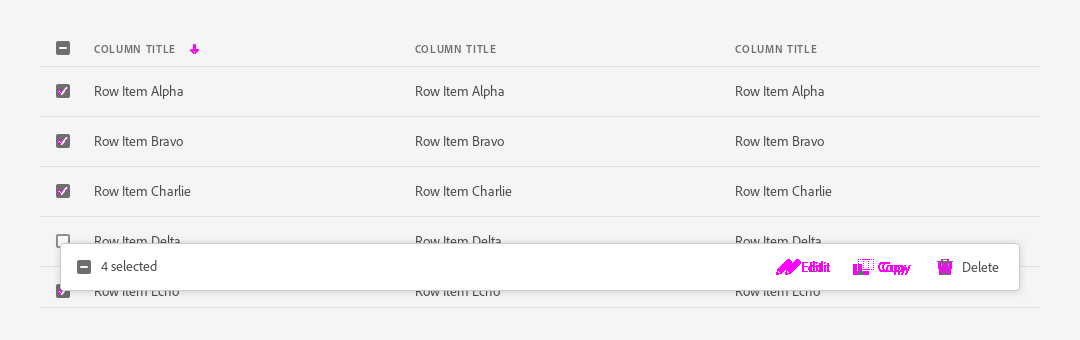 COLUMN TITLE COLUMN TITLE COLUMN TITLE
Row Item Alpha Row Item Alpha Row Item Alpha
Row Item Bravo Row Item Bravo Row Item Bravo
Row Item Charlie Row Item Charlie Row Item Charlie
Row Item Delta Row Item Delta Row Item Delta
4 selected Edit Copy Delete
Row Item Echo Row Item Echo Row Item Echo